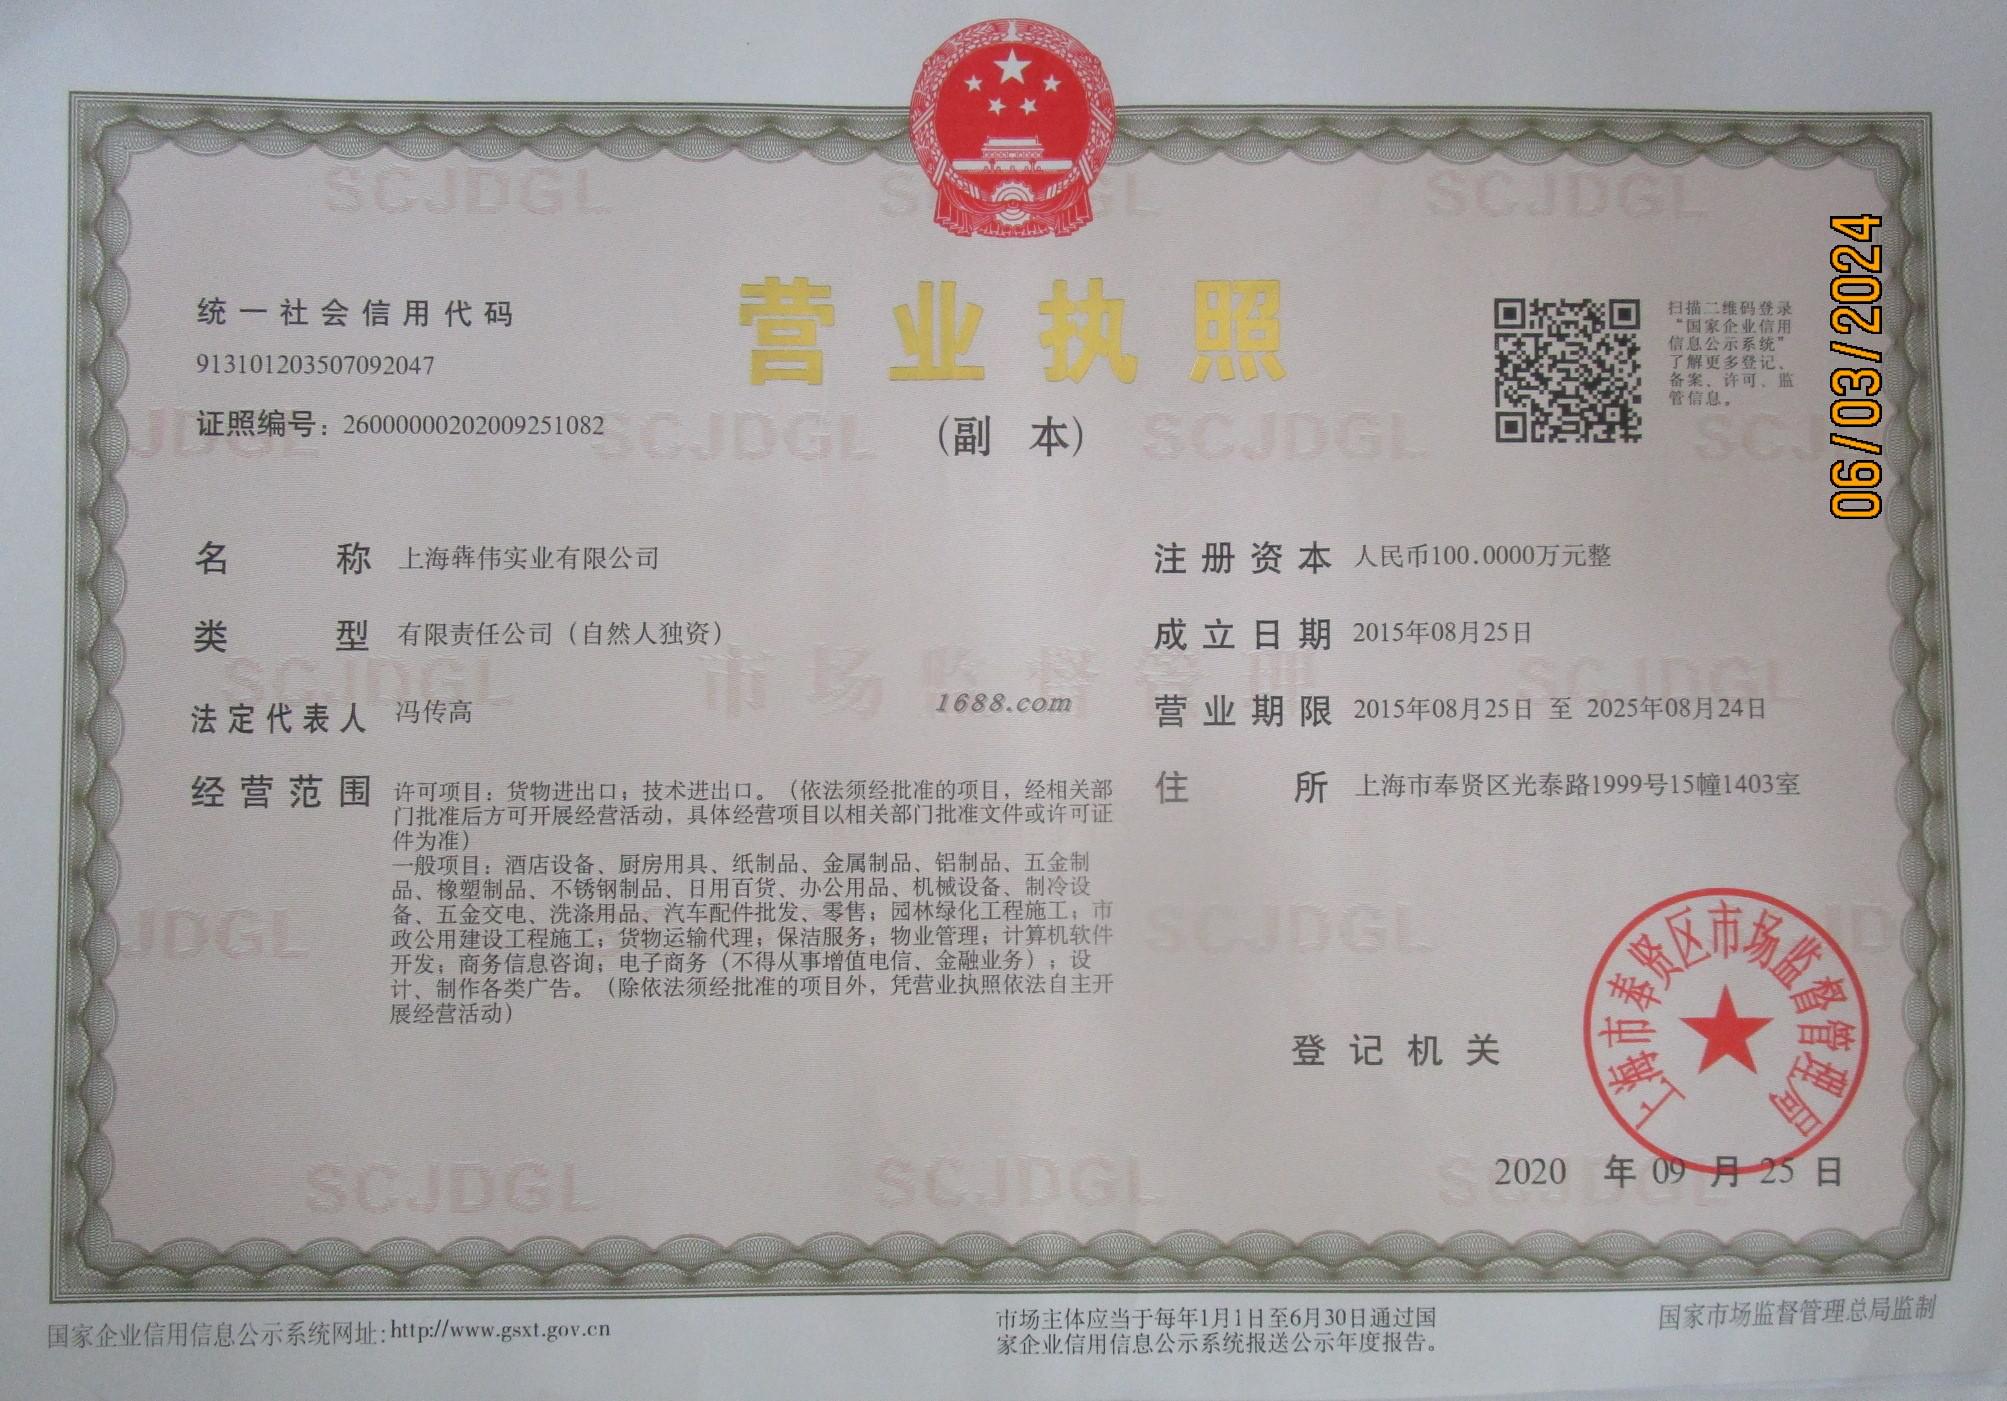 营业执照
(副 本)
统一社会信用代码
913101203507092047
证照编号：26000000202009251082
扫描二维码登录
“国家企业信用
信息公示系统”
了解更多登记、
备案、许可、监
管信息。
06/03/2024
名 称 上海犇伟实业有限公司
类 型 有限责任公司（自然人独资）
法定代表人 冯传高
经营范围 许可项目：货物进出口；技术进出口。（依法须经批准的项目，经相关部
门批准后方可开展经营活动，具体经营项目以相关部门批准文件或许可证
件为准）
一般项目：酒店设备、厨房用具、纸制品、金属制品、铝制品、五金制
品、橡塑制品、不锈钢制品、日用百货、办公用品、机械设备、制冷设
备、五金交电、洗涤用品、汽车配件批发、零售；园林绿化工程施工；市
政公用建设工程施工；货物运输代理；保洁服务；物业管理；计算机软件
开发；商务信息咨询；电子商务（不得从事增值电信、金融业务）；设
计、制作各类广告。（除依法须经批准的项目外，凭营业执照依法自主开
展经营活动）
注册资本 人民币100.0000万元整
成立日期 2015年08月25日
营业期限 2015年08月25日 至 2025年08月24日
住 所 上海市奉贤区光泰路1999号15幢1403室
1688.com
登记机关
上海市奉贤区市场监督管理局
2020 年 09 月 25 日
国家企业信用信息公示系统网址:http://www.gsxt.gov.cn
市场主体应当于每年1月1日至6月30日通过国
家企业信用信息公示系统报送公示年度报告。
国家市场监督管理总局监制
SCJDGL
市场监督管理